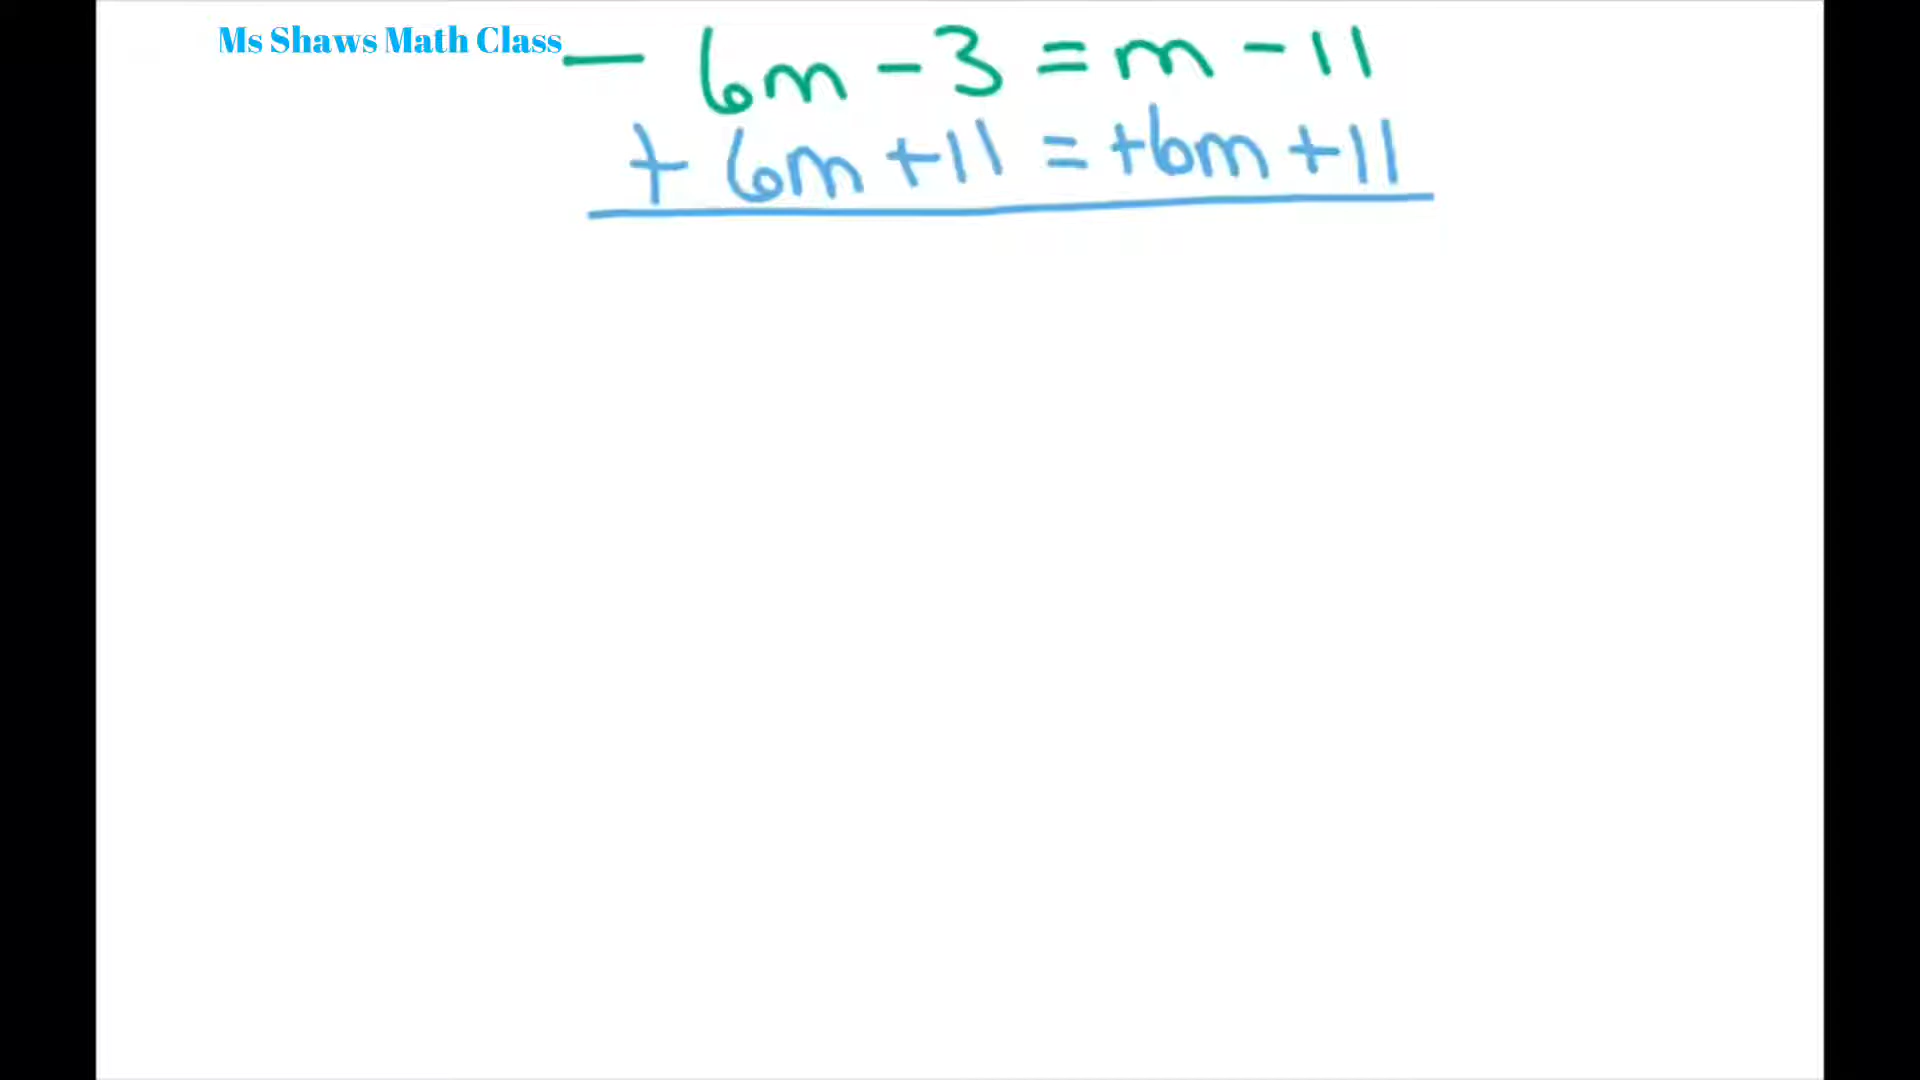 Ms Shaws Math Class
- 6m - 3 = m - 11
+ 6m + 11 = +6m + 11